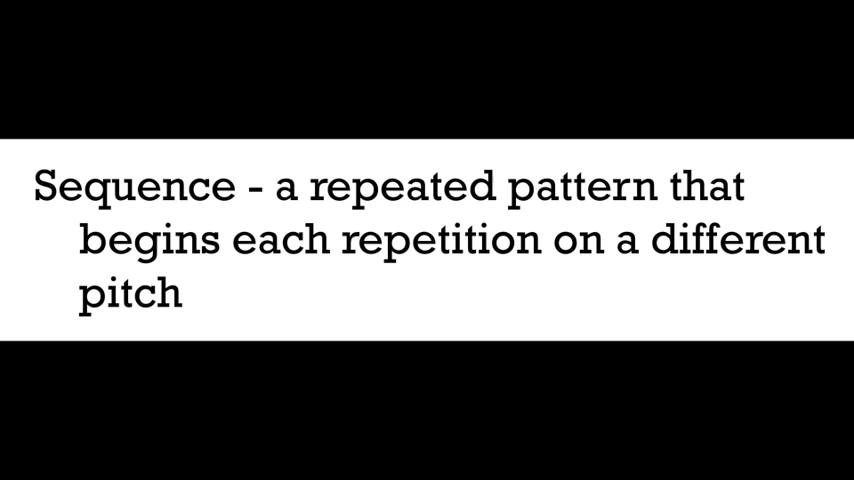 Sequence - a repeated pattern that
begins each repetition on a different
pitch